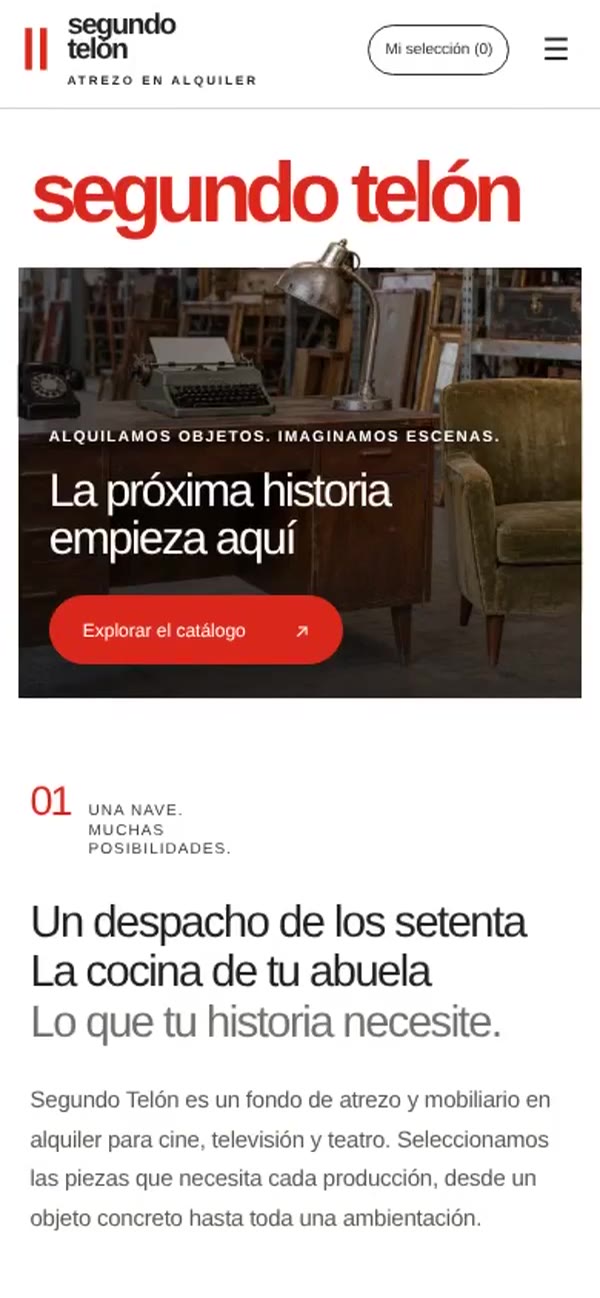 segundo
telón
ATREZO EN ALQUILER
Mi selección (0)
segundo telón
ALQUILAMOS OBJETOS. IMAGINAMOS ESCENAS.
La próxima historia
empieza aquí
Explorar el catálogo
01
UNA NAVE.
MUCHAS
POSIBILIDADES.
Un despacho de los setenta
La cocina de tu abuela
Lo que tu historia necesite.
Segundo Telón es un fondo de atrezo y mobiliario en
alquiler para cine, televisión y teatro. Seleccionamos
las piezas que necesita cada producción, desde un
objeto concreto hasta toda una ambientación.